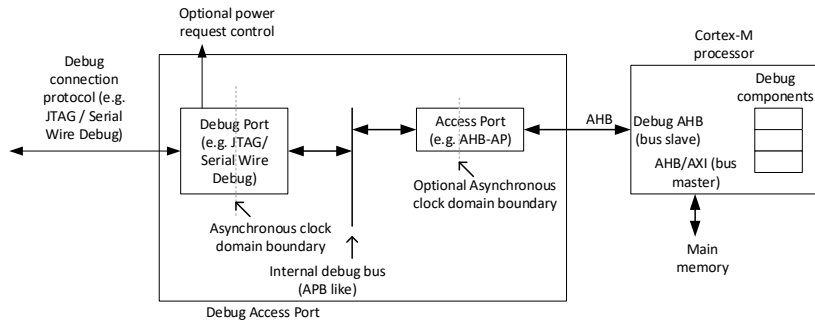 Optional power
request control
Debug
connection
protocol (e.g.
JTAG / Serial
Wire Debug)
Debug Port
(e.g. JTAG/
Serial Wire
Debug)
Asynchronous clock
domain boundary
Internal debug bus
(APB like)
Access Port
(e.g. AHB-AP)
Optional Asynchronous
clock domain boundary
Debug Access Port
AHB
Cortex-M
processor
Debug
components
Debug AHB
(bus slave)
AHB/AXI (bus
master)
Main
memory